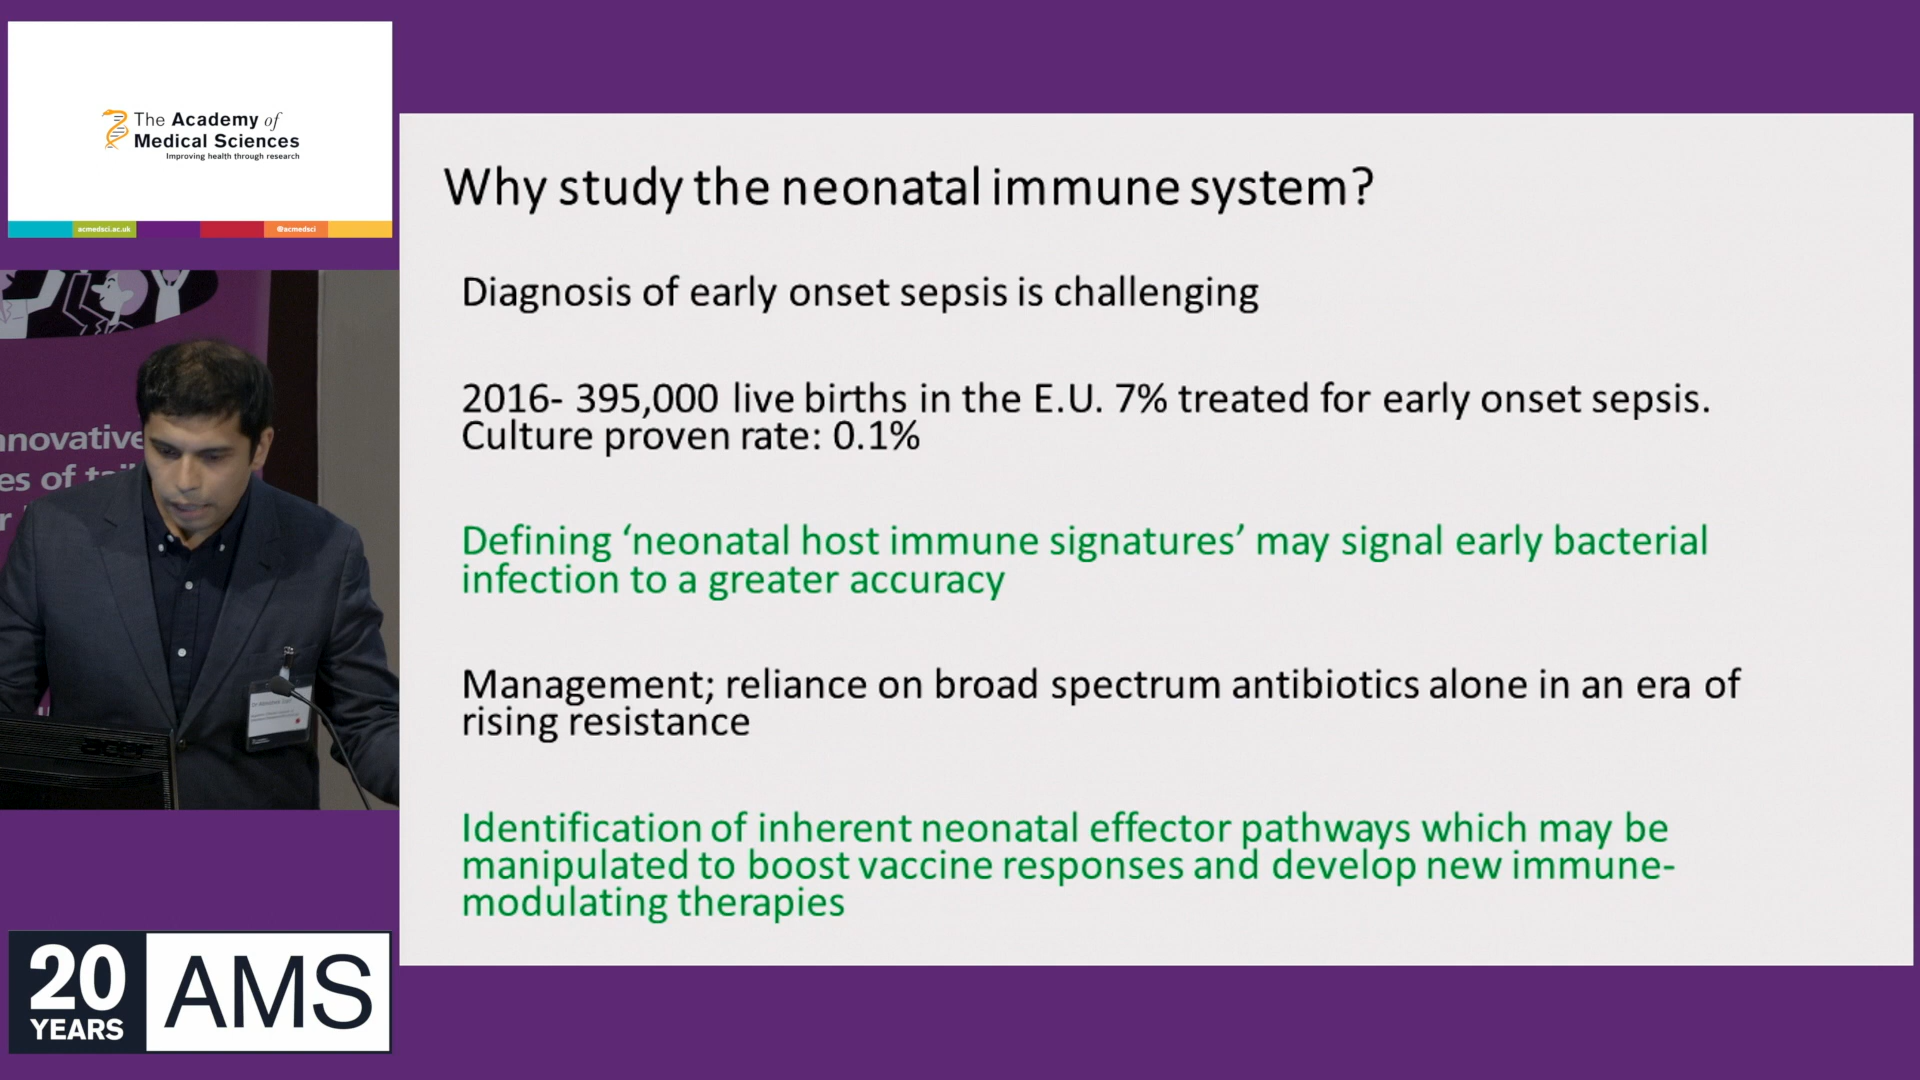 The Academy of
Medical Sciences
Improving health through research
acmedsci.ac.uk
@acmedsci
nnovative
es of
r
acer
20
YEARS
AMS
Why study the neonatal immune system?
Diagnosis of early onset sepsis is challenging
2016- 395,000 live births in the E.U. 7% treated for early onset sepsis.
Culture proven rate: 0.1%
Defining ‘neonatal host immune signatures’ may signal early bacterial
infection to a greater accuracy
Management; reliance on broad spectrum antibiotics alone in an era of
rising resistance
Identification of inherent neonatal effector pathways which may be
manipulated to boost vaccine responses and develop new immune-
modulating therapies